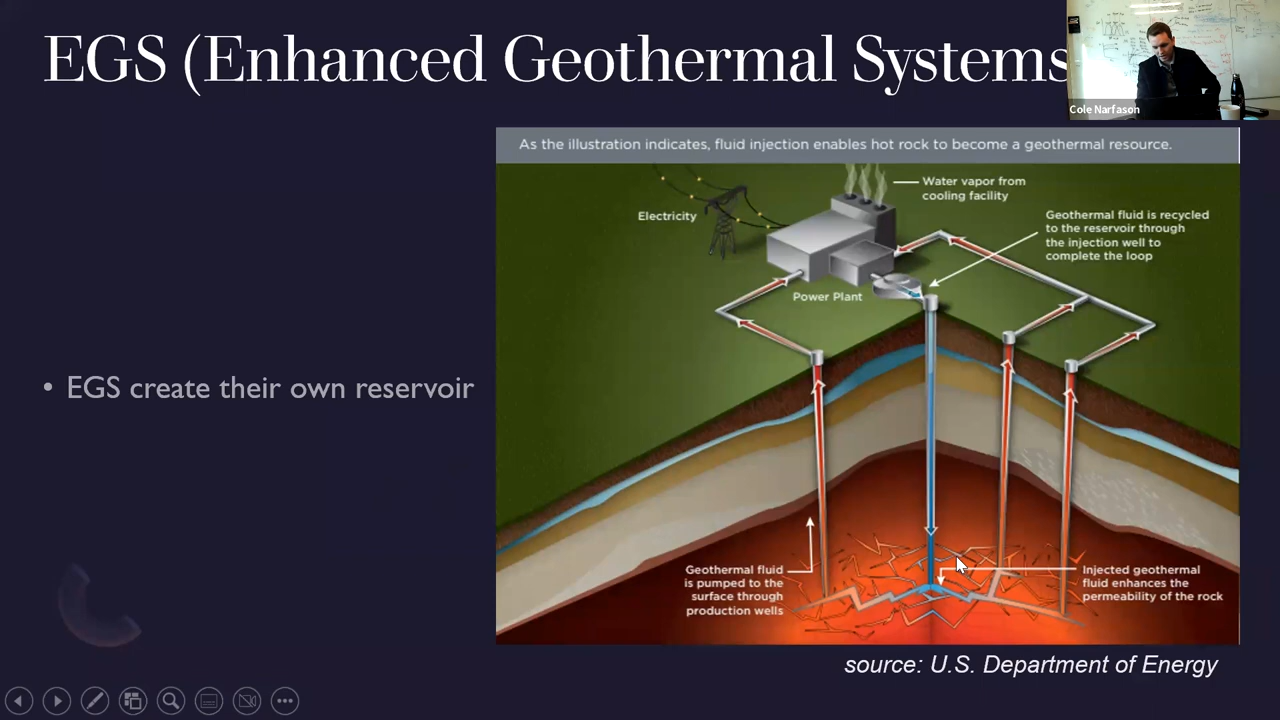 EGS (Enhanced Geothermal Systems
Cole Narfason
As the illustration indicates, fluid injection enables hot rock to become a geothermal resource.
Water vapor from
cooling facility
Electricity
Geothermal fluid is recycled
to the reservoir through
the injection well to
complete the loop
Power Plant
• EGS create their own reservoir
Geothermal fluid
is pumped to the
surface through
production wells
Injected geothermal
fluid enhances the
permeability of the rock
source: U.S. Department of Energy